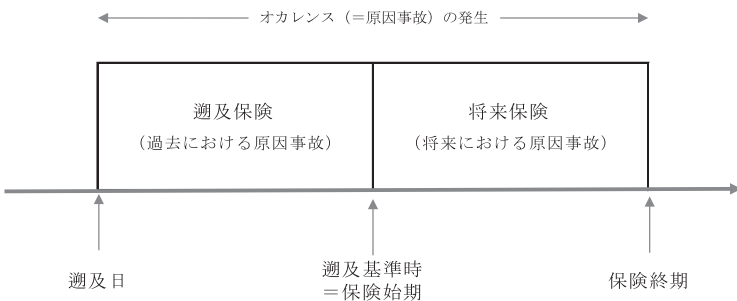 オカレンス（＝原因事故）の発生
遡及保険
（過去における原因事故）
将来保険
（将来における原因事故）
遡及日
遡及基準時
＝保険始期
保険終期